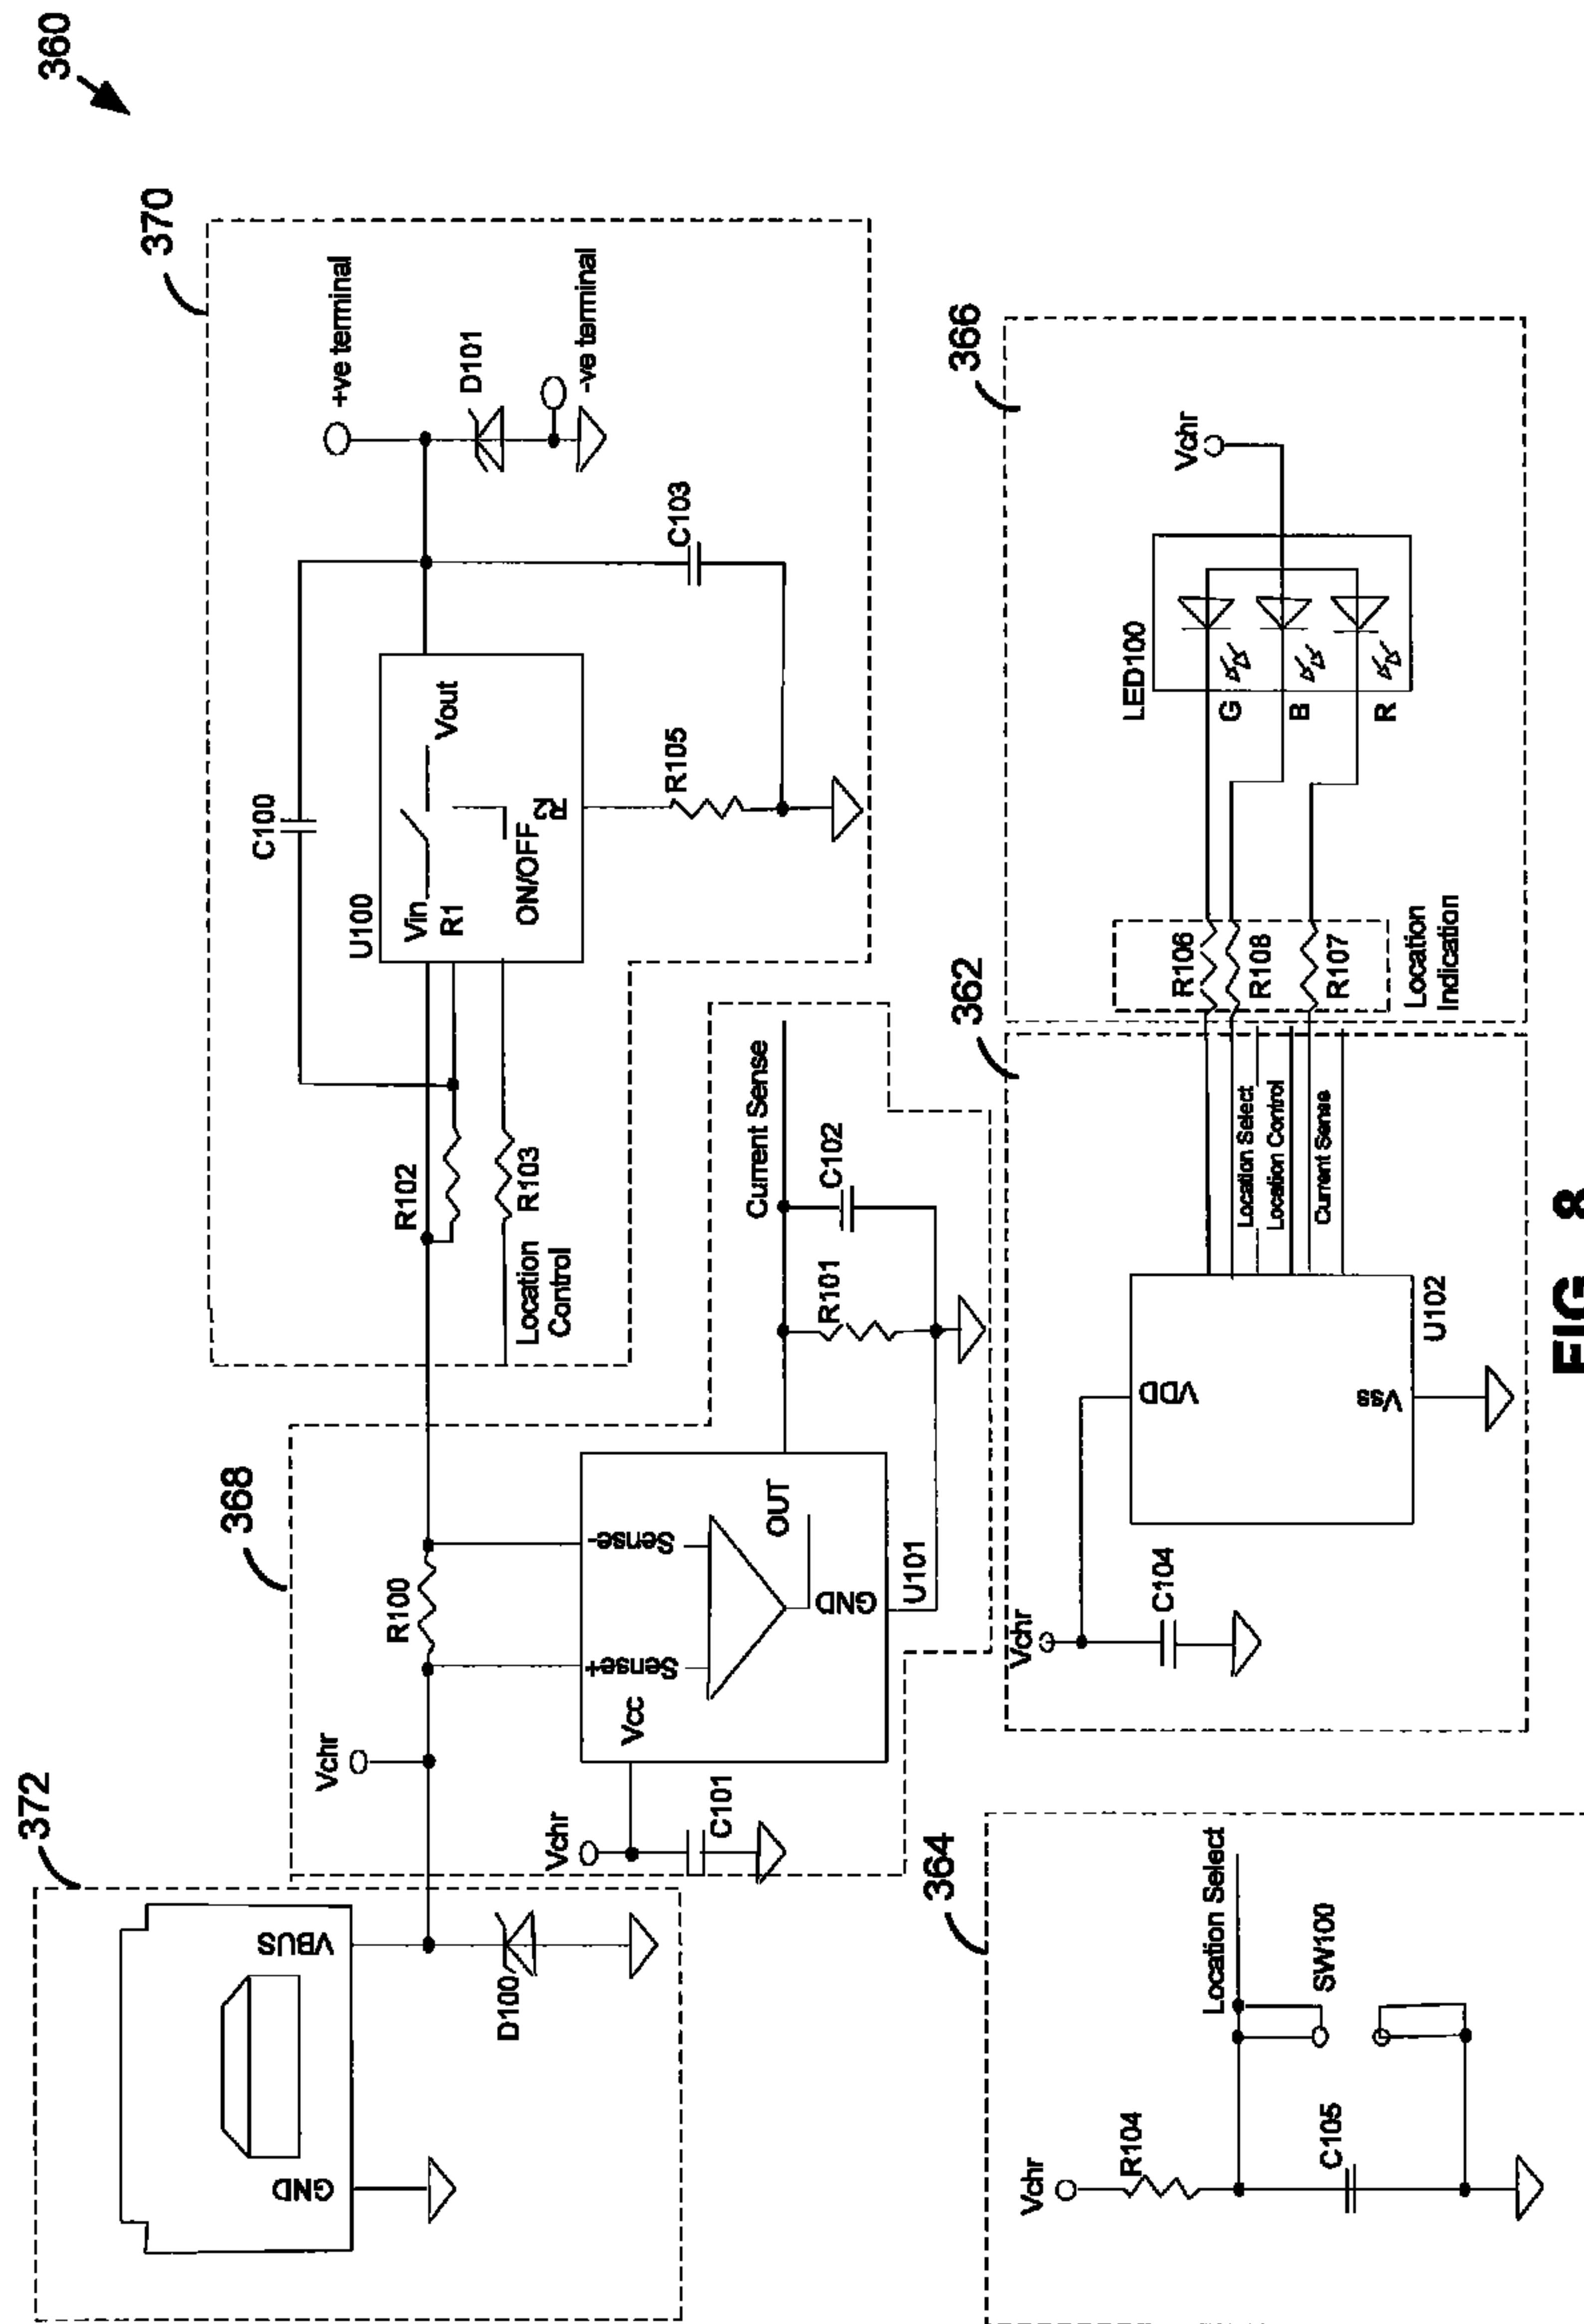 360
372
GND
VBUS
D100
368
Vchr
R100
Vchr
Vcc
C101
Sense+
Sense-
OUT
GND
U101
Current Sense
R101
C102
370
R102
R103
Location
Control
C100
U100
Vin
R1
Vout
ON/OFF
R2
R105
C103
+ve terminal
D101
-ve terminal
364
Vchr
R104
C105
Location Select
SW100
362
Vchr
C104
VDD
Vss
U102
Location Select
Location Control
Current Sense
366
R106
R108
R107
Location
Indication
LED100
G
B
R
Vchr
FIG. 8